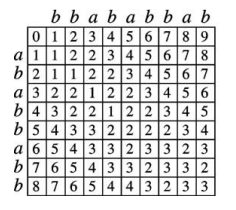 b b a b a b b a b
0 1 2 3 4 5 6 7 8 9
a 1 1 2 2 3 4 5 6 7 8
b 2 1 1 2 2 3 4 5 6 7
a 3 2 2 1 2 2 3 4 5 6
b 4 3 2 2 1 2 2 3 4 5
b 5 4 3 3 2 2 2 2 3 4
a 6 5 4 3 3 2 3 3 2 3
b 7 6 5 4 3 3 2 3 3 2
b 8 7 6 5 4 4 3 2 3 3